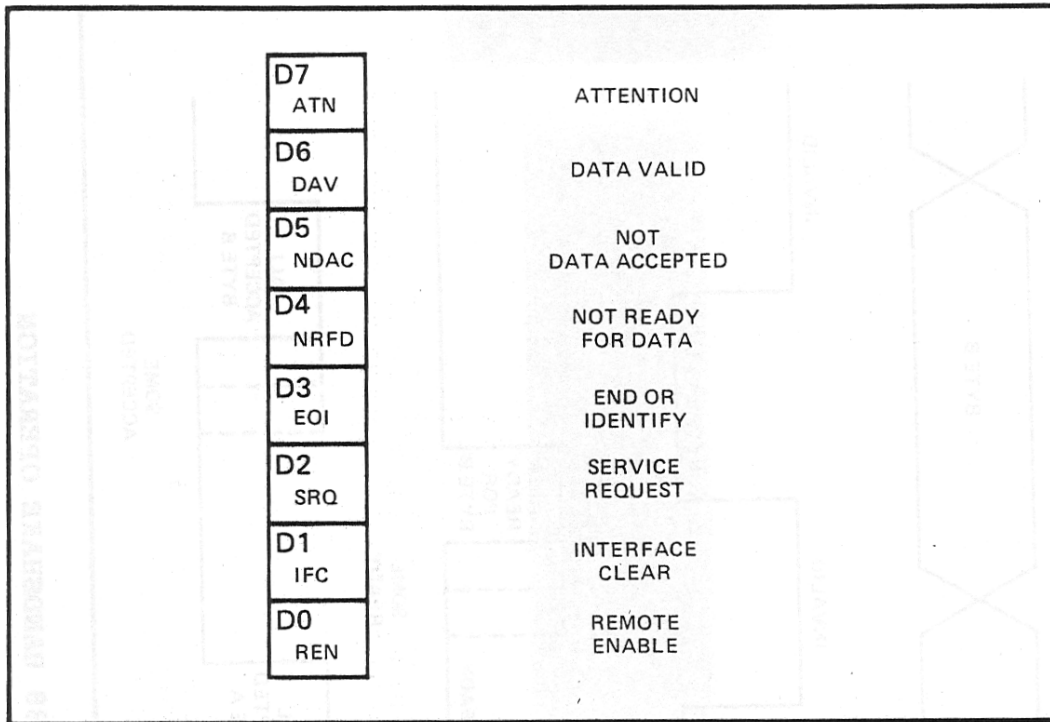 D7
ATN
ATTENTION
D6
DAV
DATA VALID
D5
NDAC
NOT
DATA ACCEPTED
D4
NRFD
NOT READY
FOR DATA
D3
EOI
END OR
IDENTIFY
D2
SRQ
SERVICE
REQUEST
D1
IFC
INTERFACE
CLEAR
D0
REN
REMOTE
ENABLE